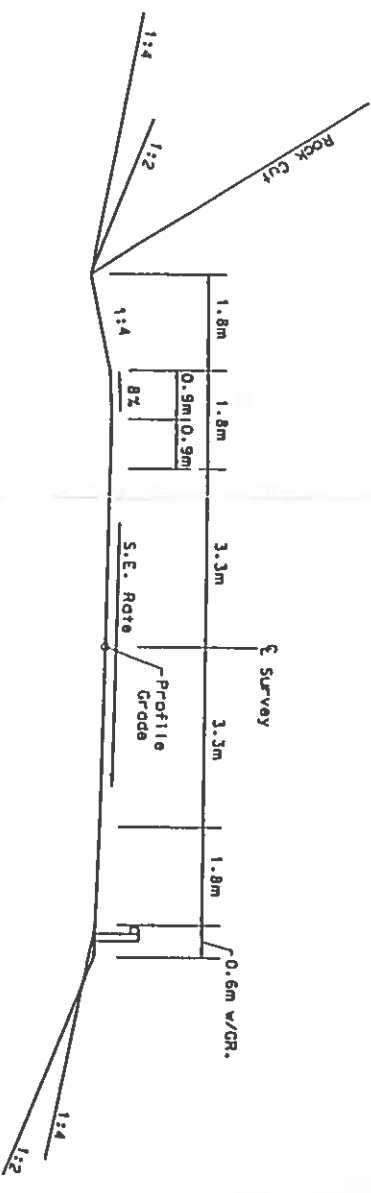 1:4
1:2
Rock Cut
1.8m
1.8m
3.3m
3.3m
1.8m
0.6m w/GR.
0.9m 0.9m
℄ Survey
1:4
8%
S.E. Rate
Profile
Grade
1:4
1:2